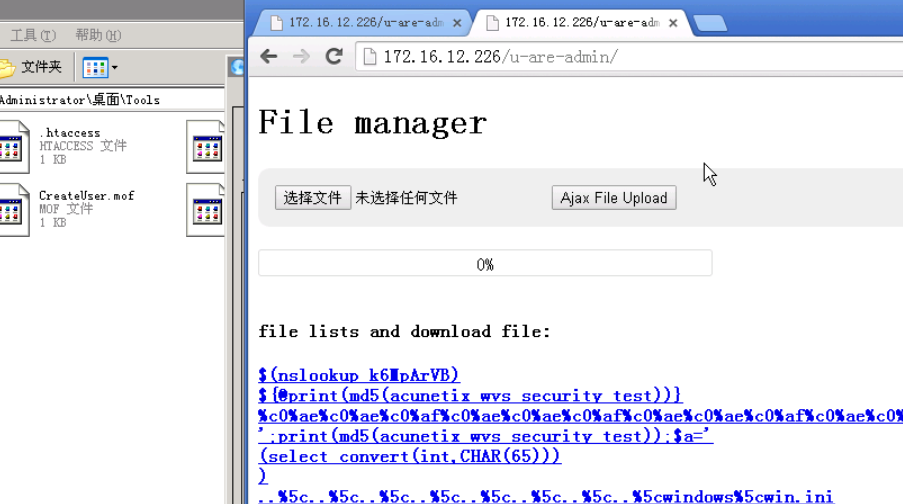 工具(T) 帮助(H)
文件夹
Administrator\桌面\Tools
.htaccess
HTACCESS 文件
1 KB
CreateUser.mof
MOF 文件
1 KB
172.16.12.226/u-are-adm
172.16.12.226/u-are-adm
172.16.12.226/u-are-admin/
File manager
选择文件 未选择任何文件 Ajax File Upload
0%
file lists and download file:
$(nslookup
${@print(md5(acunetix_wvs_security_test))}
%c0%ae%c0%ae%c0%af%c0%ae%c0%ae%c0%af%c0%ae%c0%ae%c0%af%c0%ae%c0%
';print(md5(acunetix_wvs_security_test));$a='
(select convert(int,CHAR(65)))
)
..%5c..%5c..%5c..%5c..%5c..%5c..%5c..%5cwindows%5cwin.ini